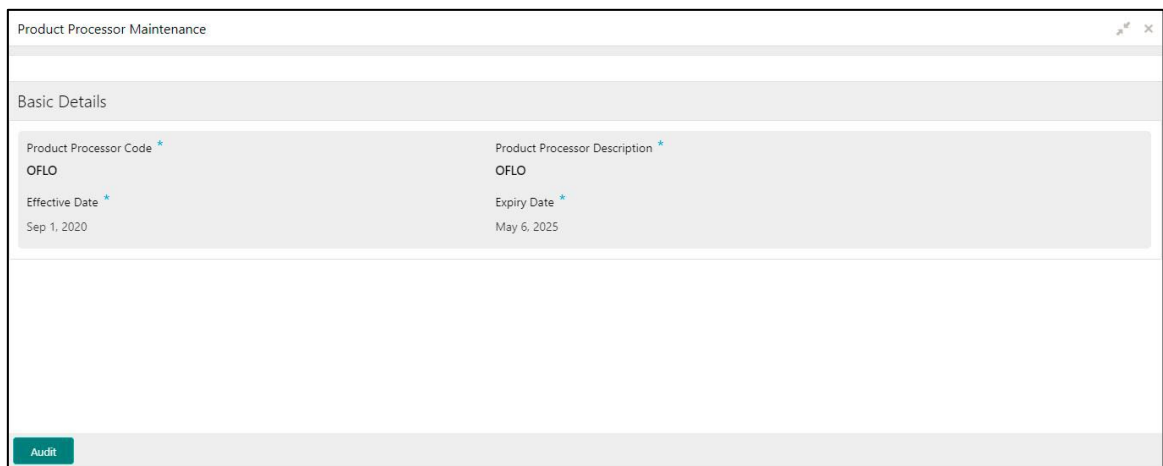 Product Processor Maintenance
Basic Details
Product Processor Code * Product Processor Description *
OFLO OFLO
Effective Date * Expiry Date *
Sep 1, 2020 May 6, 2025
Audit